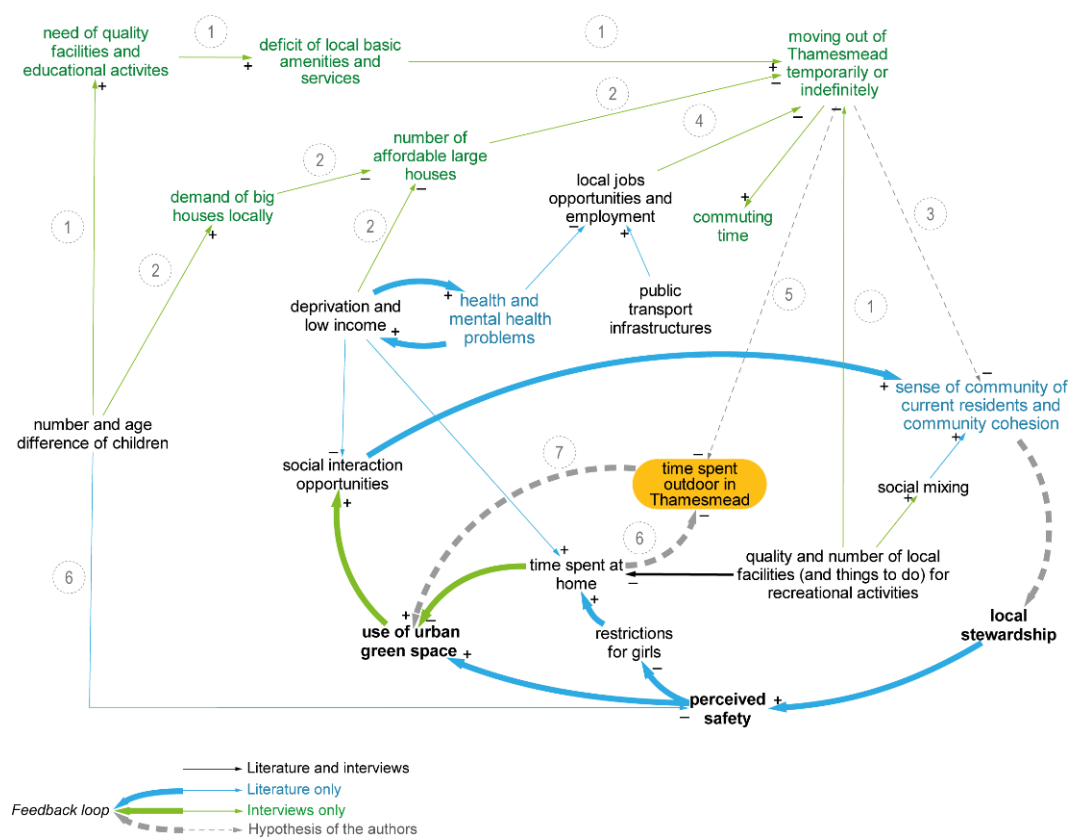 need of quality
facilities and
educational activites
1
deficit of local basic
amenities and
services
1
moving out of
Thamesmead
temporarily or
indefinitely
+
+
+
−
−
2
number of
affordable large
houses
2
4
−
−
−
demand of big
houses locally
+
2
local jobs
opportunities and
employment
−
+
+
commuting
time
3
1
2
5
1
deprivation and
low income
+
+
health and
mental health
problems
public
transport
infrastructures
−
+
sense of community of
current residents and
community cohesion
+
number and age
difference of children
−
social interaction
opportunities
+
7
−
time spent
outdoor in
Thamesmead
−
social mixing
+
6
6
+
time spent at
home
−
+
quality and number of local
facilities (and things to do) for
recreational activities
+
−
use of urban
green space
+
restrictions
for girls
−
local
stewardship
perceived
safety
+
−
Literature and interviews
Literature only
Feedback loop
Interviews only
Hypothesis of the authors